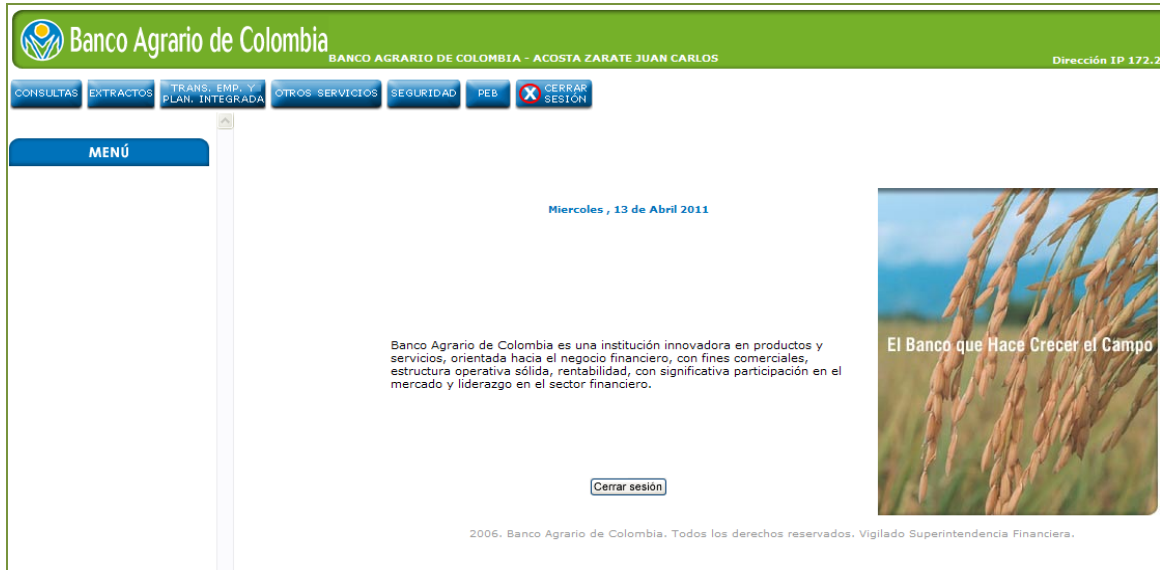 Banco Agrario de Colombia
BANCO AGRARIO DE COLOMBIA - ACOSTA ZARATE JUAN CARLOS
Dirección IP 172.2
CONSULTAS
EXTRACTOS
TRANS. EMP. Y
PLAN. INTEGRADA
OTROS SERVICIOS
SEGURIDAD
PEB
CERRAR
SESIÓN
MENÚ
Miercoles , 13 de Abril 2011
Banco Agrario de Colombia es una institución innovadora en productos y
servicios, orientada hacia el negocio financiero, con fines comerciales,
estructura operativa sólida, rentabilidad, con significativa participación en el
mercado y liderazgo en el sector financiero.
El Banco que Hace Crecer el Campo
Cerrar sesión
2006. Banco Agrario de Colombia. Todos los derechos reservados. Vigilado Superintendencia Financiera.